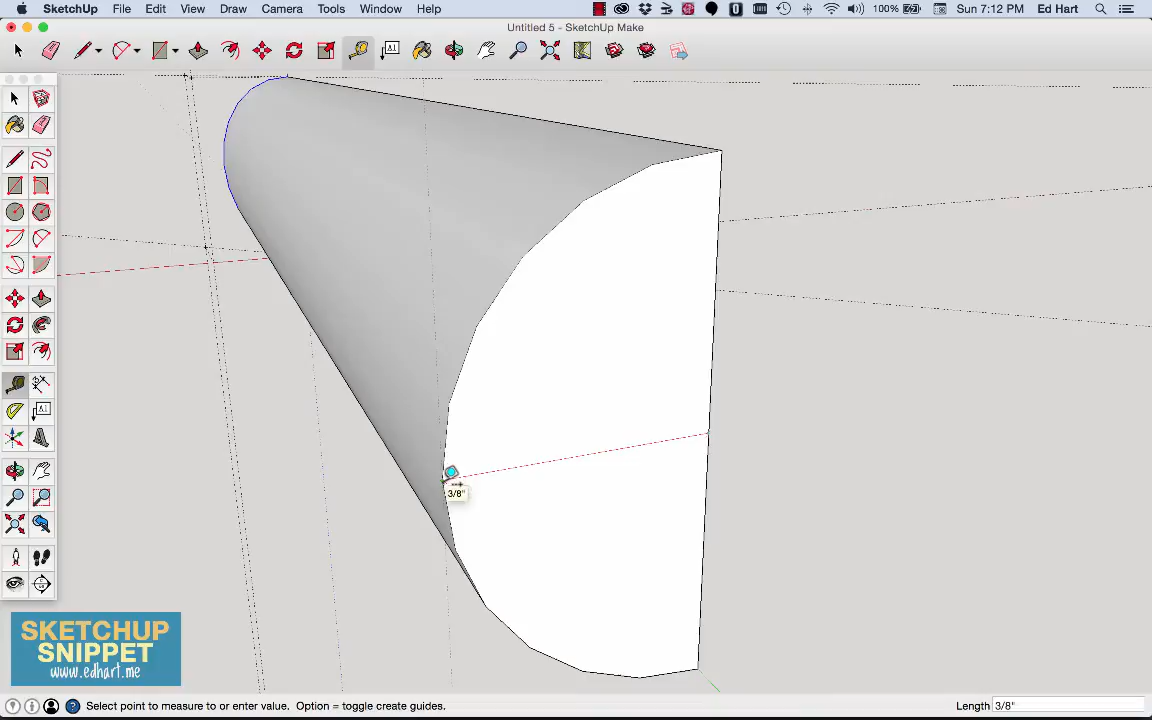 SketchUp File Edit View Draw Camera Tools Window Help 100% Sun 7:12 PM Ed Hart
Untitled 5 - SketchUp Make
3/8"
SKETCHUP
SNIPPET
www.edhart.me
Select point to measure to or enter value. Option = toggle create guides. Length 3/8"